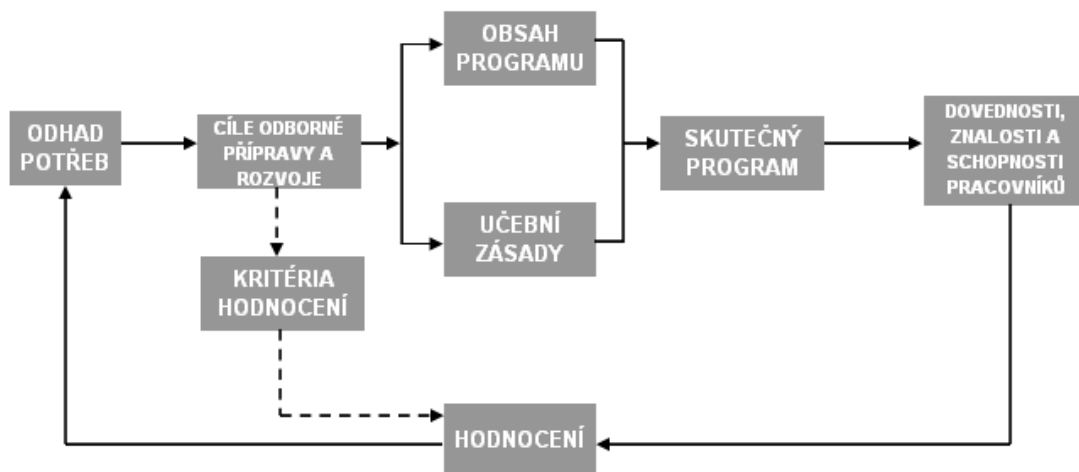 OBSAH
PROGRAMU
ODHAD
POTŘEB
CÍLE ODBORNÉ
PŘÍPRAVY A
ROZVOJE
SKUTEČNÝ
PROGRAM
DOVEDNOSTI,
ZNALOSTI A
SCHOPNOSTI
PRACOVNÍKŮ
UČEBNÍ
ZÁSADY
KRITÉRIA
HODNOCENÍ
HODNOCENÍ